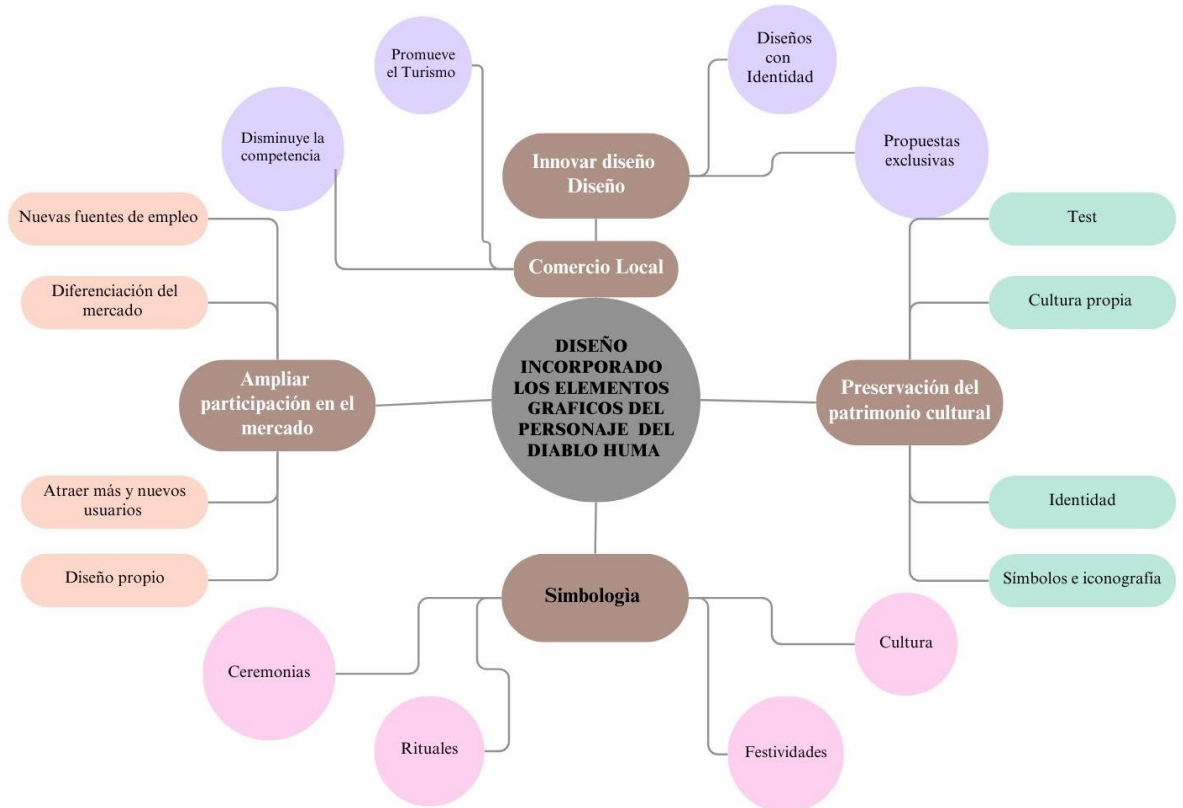 Promueve
el Turismo
Diseños
con
Identidad
Disminuye la
competencia
Innovar diseño
Diseño
Propuestas
exclusivas
Nuevas fuentes de empleo
Test
Comercio Local
Diferenciación del
mercado
Cultura propia
DISEÑO
INCORPORADO
LOS ELEMENTOS
GRAFICOS DEL
PERSONAJE DEL
DIABLO HUMA
Ampliar
participación en el
mercado
Preservación del
patrimonio cultural
Atraer más y nuevos
usuarios
Identidad
Diseño propio
Simbologìa
Símbolos e iconografía
Ceremonias
Cultura
Rituales
Festividades